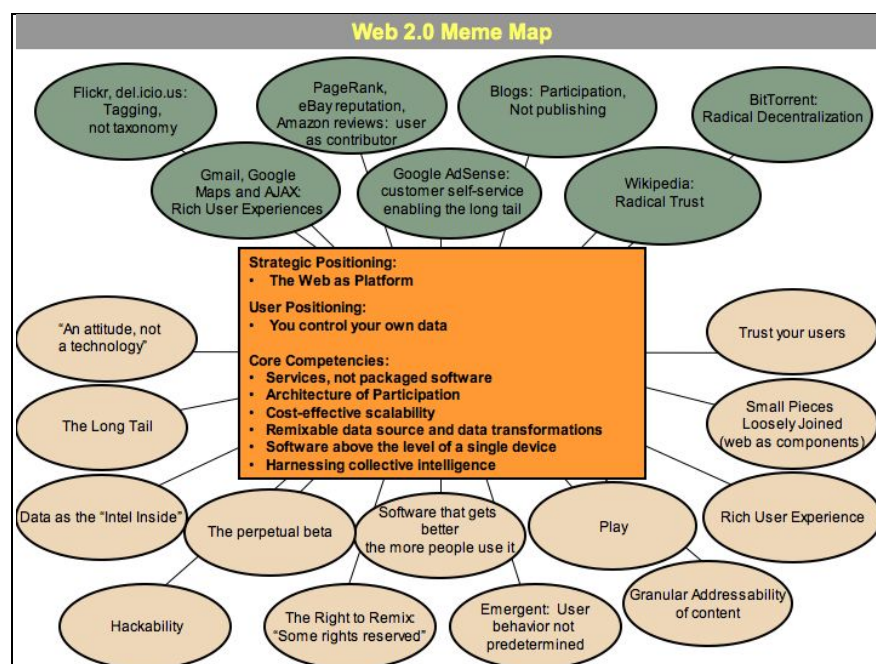 Web 2.0 Meme Map
Flickr, del.icio.us:
Tagging,
not taxonomy
PageRank,
eBay reputation,
Amazon reviews: user
as contributor
Blogs: Participation,
Not publishing
BitTorrent:
Radical Decentralization
Gmail, Google
Maps and AJAX:
Rich User Experiences
Google AdSense:
customer self-service
enabling the long tail
Wikipedia:
Radical Trust
Strategic Positioning:
• The Web as Platform
User Positioning:
• You control your own data
Core Competencies:
• Services, not packaged software
• Architecture of Participation
• Cost-effective scalability
• Remixable data source and data transformations
• Software above the level of a single device
• Harnessing collective intelligence
“An attitude, not
a technology”
The Long Tail
Data as the “Intel Inside”
Hackability
The perpetual beta
The Right to Remix:
“Some rights reserved”
Software that gets
better
the more people use it
Emergent: User
behavior not
predetermined
Play
Granular Addressability
of content
Rich User Experience
Small Pieces
Loosely Joined
(web as components)
Trust your users